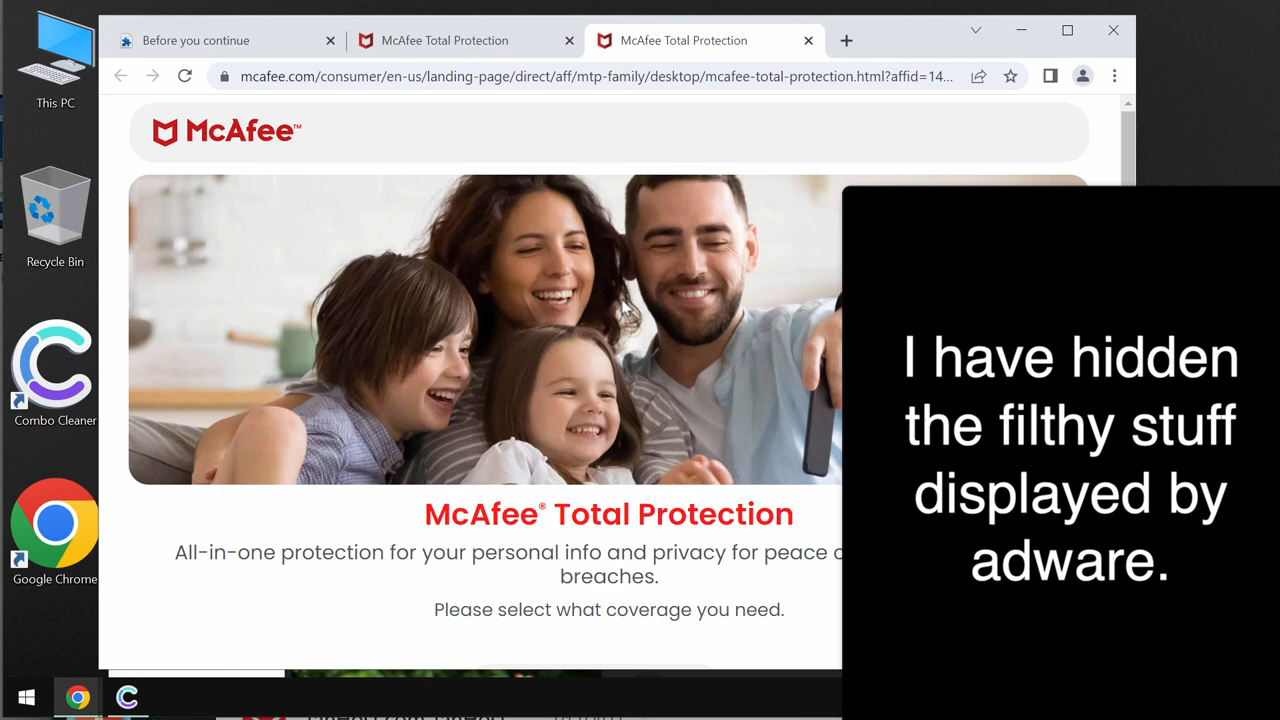 This PC
Recycle Bin
Combo Cleaner
Google Chrome
Before you continue
McAfee Total Protection
McAfee Total Protection
mcafee.com/consumer/en-us/landing-page/direct/aff/mtp-family/desktop/mcafee-total-protection.html?affid=14...
McAfee™
McAfee® Total Protection
All-in-one protection for your personal info and privacy for peace
breaches.
Please select what coverage you need.
I have hidden
the filthy stuff
displayed by
adware.